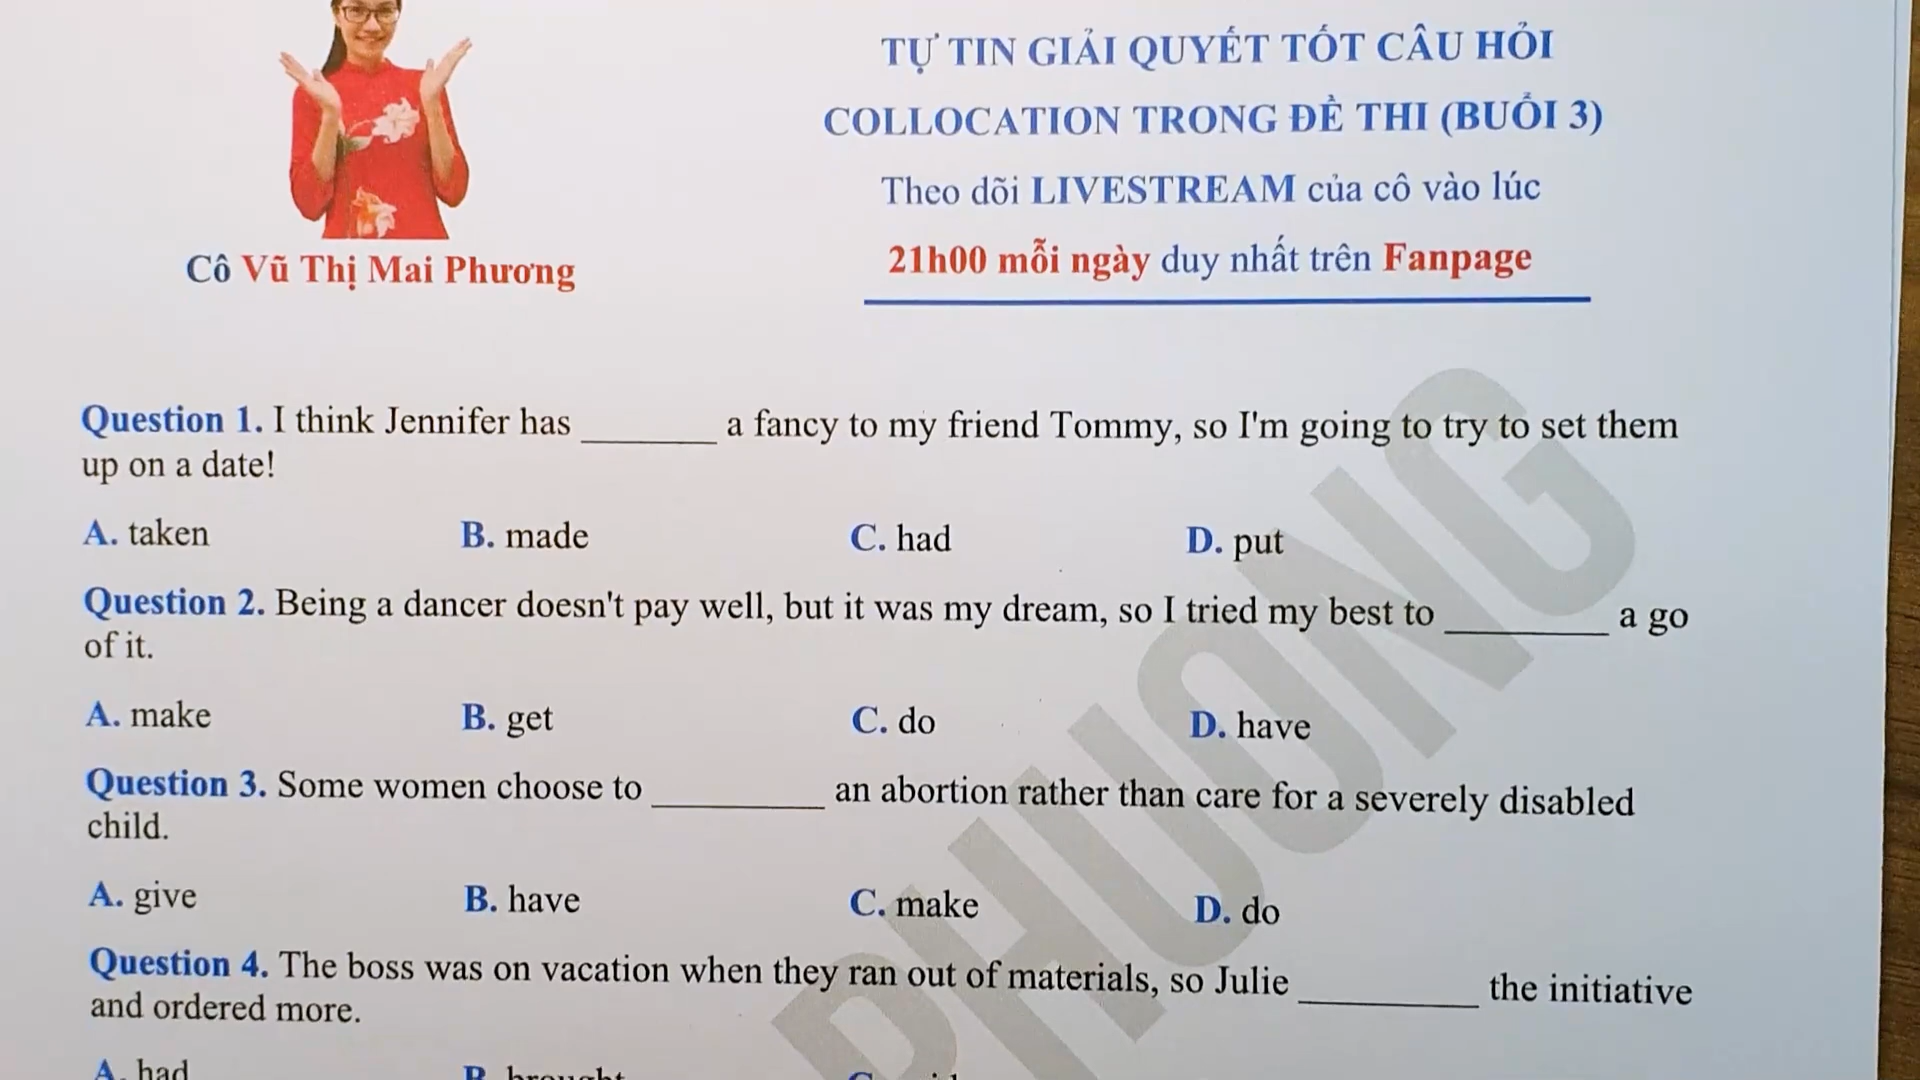 TỰ TIN GIẢI QUYẾT TỐT CÂU HỎI
COLLOCATION TRONG ĐỀ THI (BUỔI 3)
Theo dõi LIVESTREAM của cô vào lúc
21h00 mỗi ngày duy nhất trên Fanpage
Cô Vũ Thị Mai Phương
Question 1. I think Jennifer has ________ a fancy to my friend Tommy, so I'm going to try to set them
up on a date!
A. taken B. made C. had D. put
Question 2. Being a dancer doesn't pay well, but it was my dream, so I tried my best to ________ a go
of it.
A. make B. get C. do D. have
Question 3. Some women choose to ________ an abortion rather than care for a severely disabled
child.
A. give B. have C. make D. do
Question 4. The boss was on vacation when they ran out of materials, so Julie ________ the initiative
and ordered more.
A. had B. brought C.
PHUONG